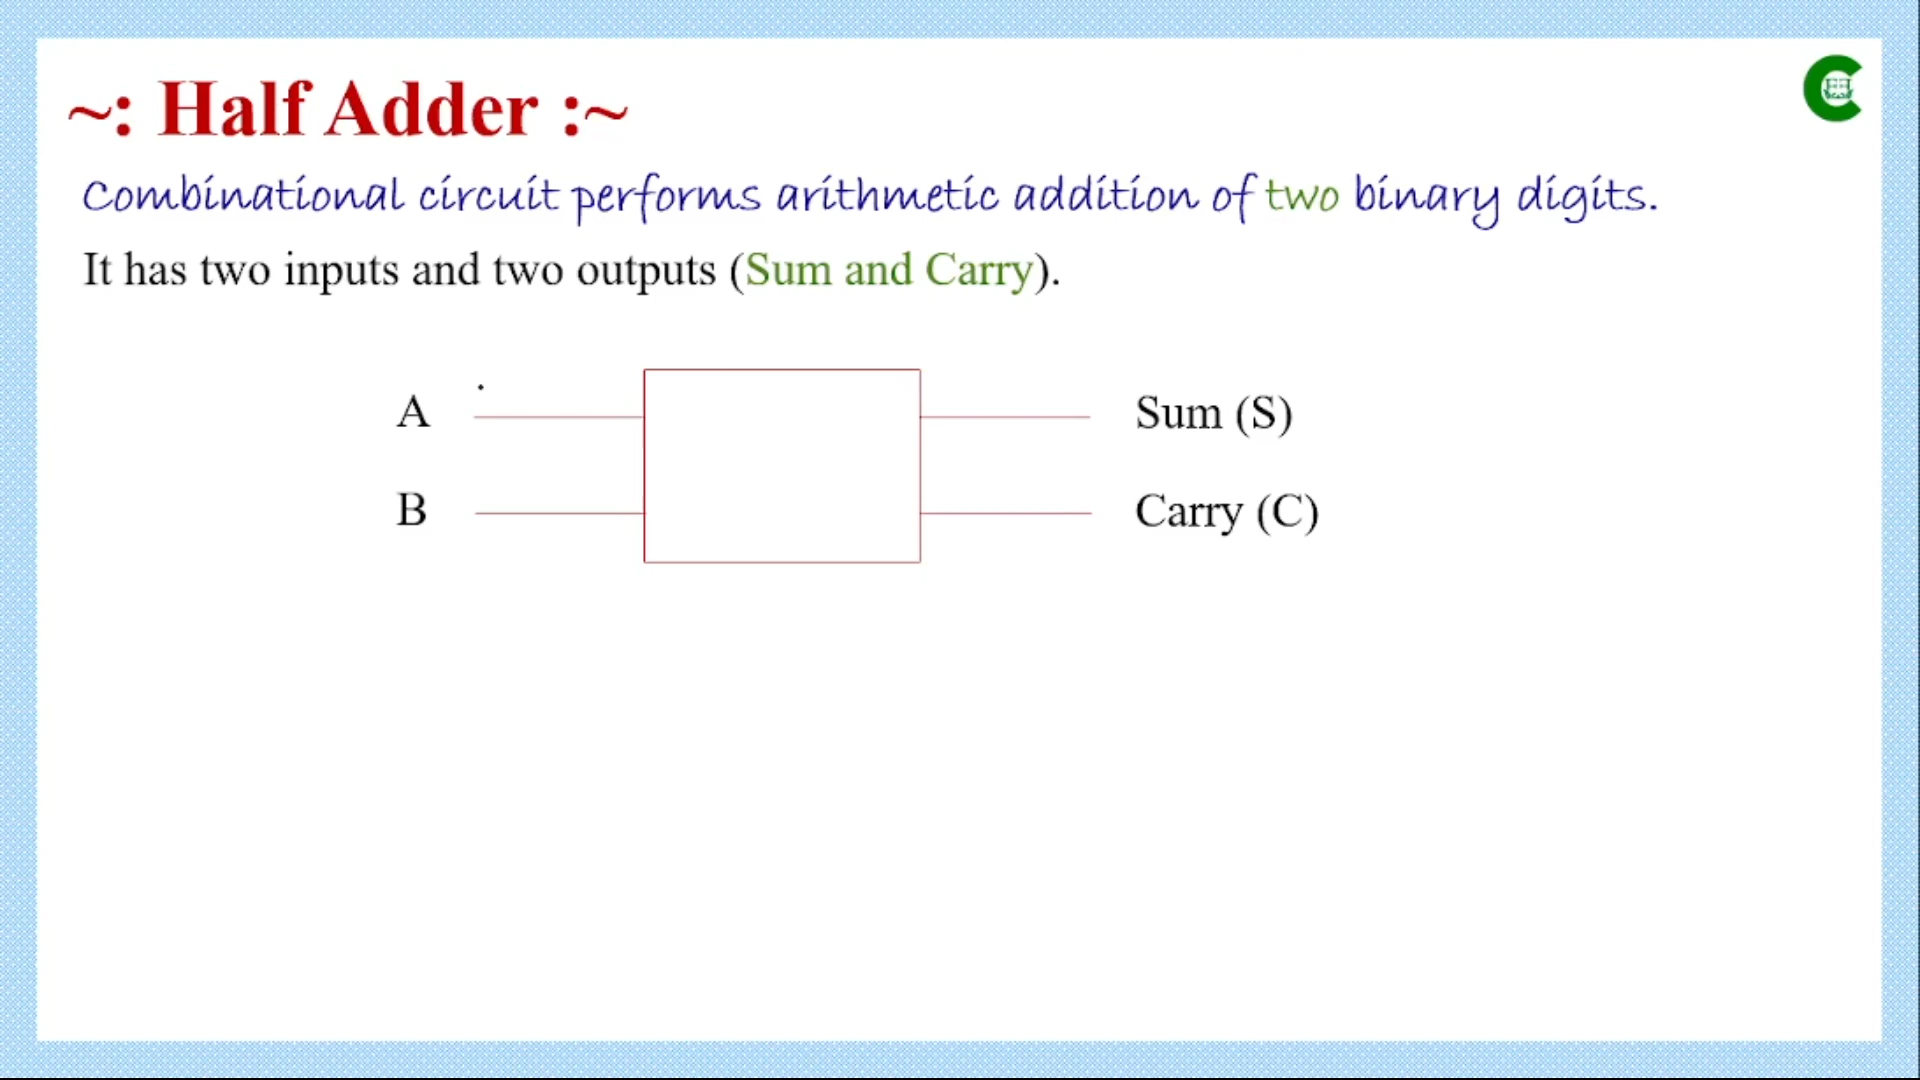 ~: Half Adder :~
Combinational circuit performs arithmetic addition of two binary digits.
It has two inputs and two outputs (Sum and Carry).
A Sum (S)
B Carry (C)